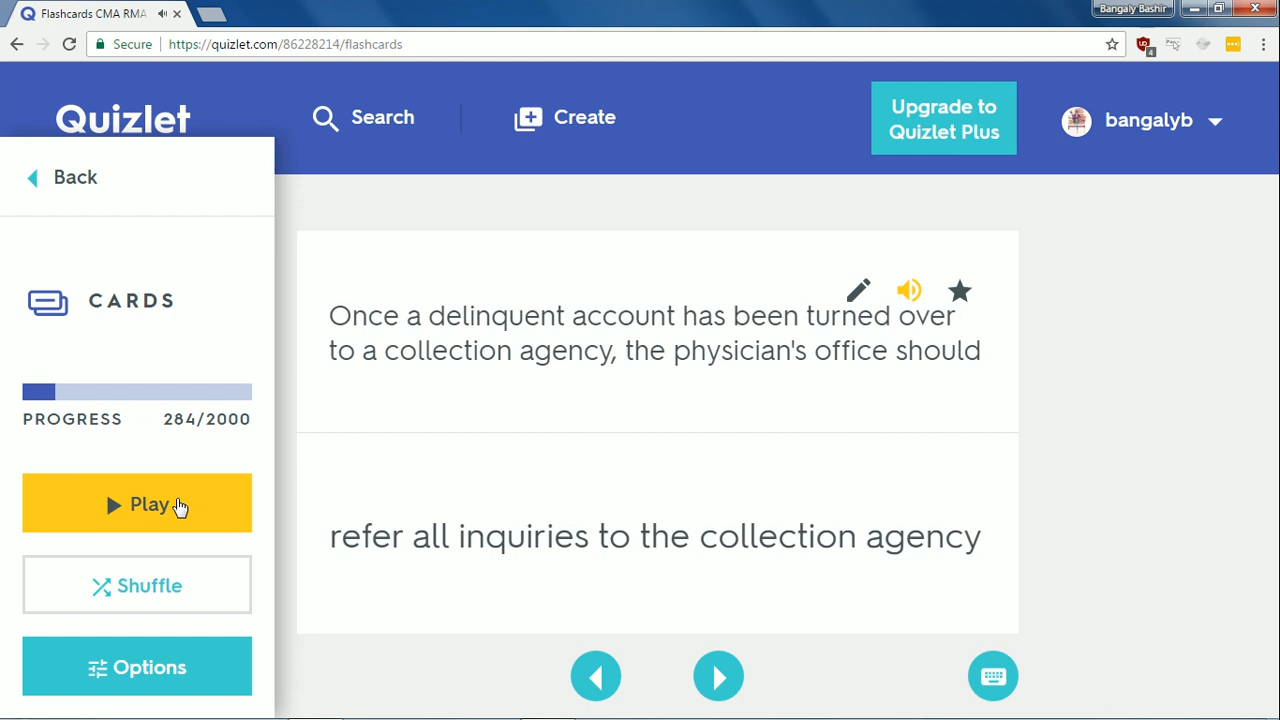 Flashcards CMA RMA
Bangaly Bashir
Secure
https://quizlet.com/86228214/flashcards
4
Quizlet
Search
Create
Upgrade to
Quizlet Plus
bangalyb
Back
CARDS
PROGRESS 284/2000
Play
Shuffle
Options
Once a delinquent account has been turned over
to a collection agency, the physician's office should
refer all inquiries to the collection agency